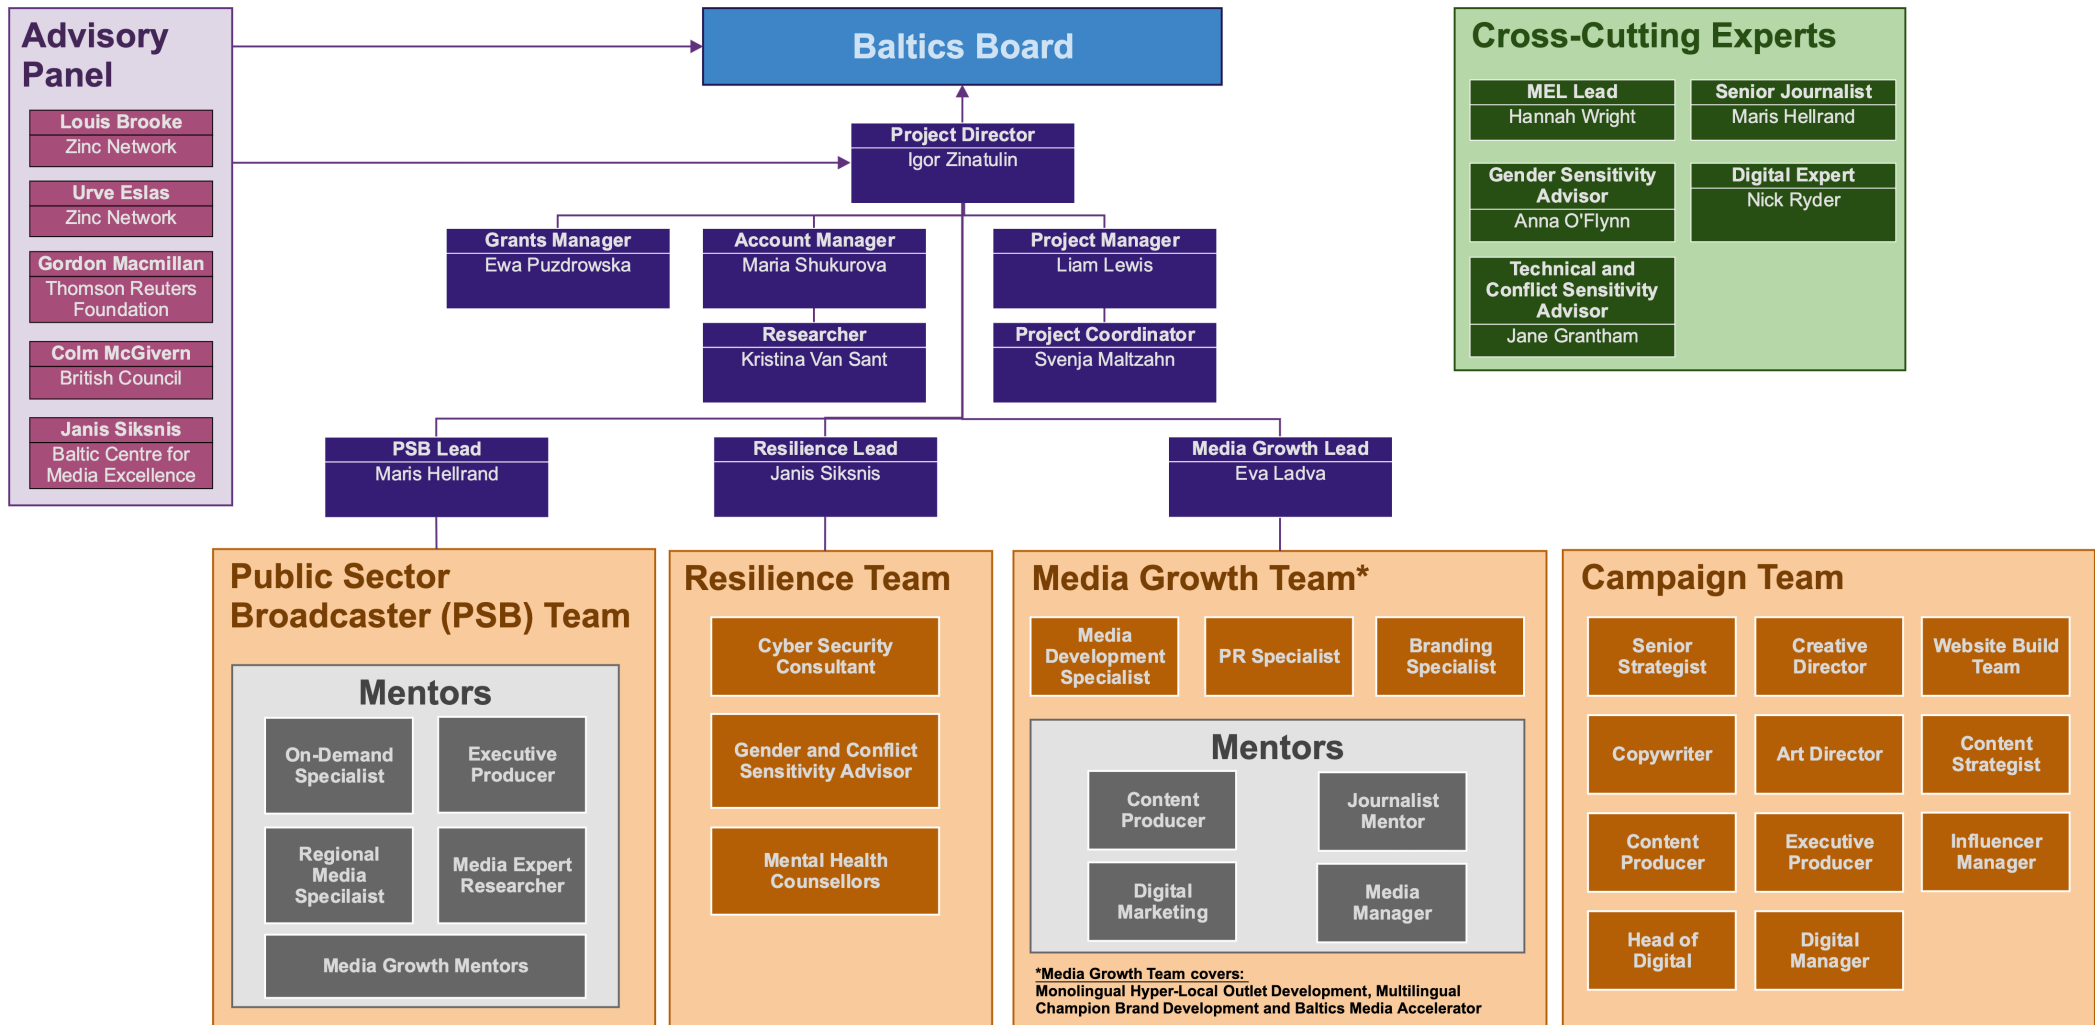 Advisory
Panel
Louis Brooke
Zinc Network
Urve Eslas
Zinc Network
Gordon Macmillan
Thomson Reuters
Foundation
Colm McGivern
British Council
Janis Siksnis
Baltic Centre for
Media Excellence
Baltics Board
Project Director
Igor Zinatulin
Grants Manager
Ewa Puzdrowska
Account Manager
Maria Shukurova
Project Manager
Liam Lewis
Researcher
Kristina Van Sant
Project Coordinator
Svenja Maltzahn
PSB Lead
Maris Hellrand
Resilience Lead
Janis Siksnis
Media Growth Lead
Eva Ladva
Cross-Cutting Experts
MEL Lead
Hannah Wright
Senior Journalist
Maris Hellrand
Gender Sensitivity
Advisor
Anna O'Flynn
Digital Expert
Nick Ryder
Technical and
Conflict Sensitivity
Advisor
Jane Grantham
Public Sector
Broadcaster (PSB) Team
Mentors
On-Demand
Specialist
Executive
Producer
Regional
Media
Specilaist
Media Expert
Researcher
Media Growth Mentors
Resilience Team
Cyber Security
Consultant
Gender and Conflict
Sensitivity Advisor
Mental Health
Counsellors
Media Growth Team*
Media
Development
Specialist
PR Specialist
Branding
Specialist
Mentors
Content
Producer
Journalist
Mentor
Digital
Marketing
Media
Manager
*Media Growth Team covers:
Monolingual Hyper-Local Outlet Development, Multilingual
Champion Brand Development and Baltics Media Accelerator
Campaign Team
Senior
Strategist
Creative
Director
Website Build
Team
Copywriter
Art Director
Content
Strategist
Content
Producer
Executive
Producer
Influencer
Manager
Head of
Digital
Digital
Manager